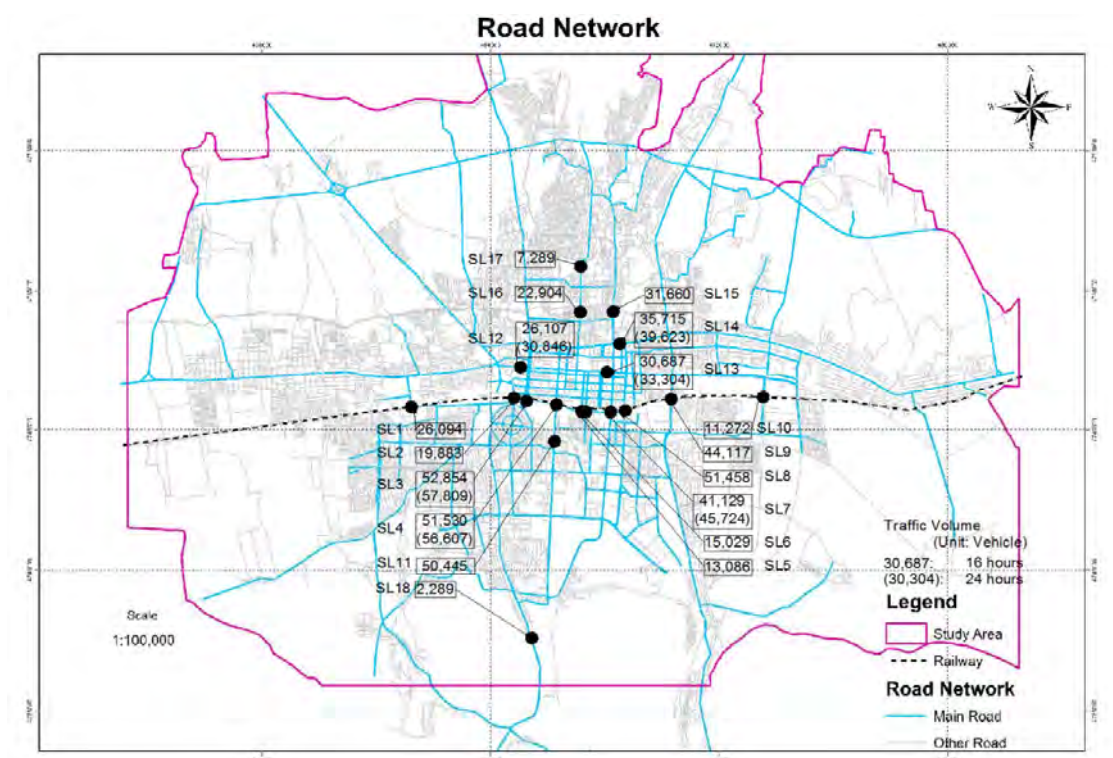 Road Network
N
W
E
S
SL17 7,289
SL16 22,904
31,660 SL15
SL12 26,107
(30,846)
35,715 SL14
(39,623)
30,687 SL13
(33,304)
SL1 26,094
11,272 SL10
SL2 19,883
44,117 SL9
SL3 52,854
(57,809)
51,458 SL8
SL4 51,530
(56,607)
41,129 SL7
(45,724)
15,029 SL6
SL11 50,445
13,086 SL5
SL18 2,289
Traffic Volume
(Unit: Vehicle)
30,687: 16 hours
(30,304): 24 hours
Scale
1:100,000
Legend
Study Area
Railway
Road Network
Main Road
Other Road